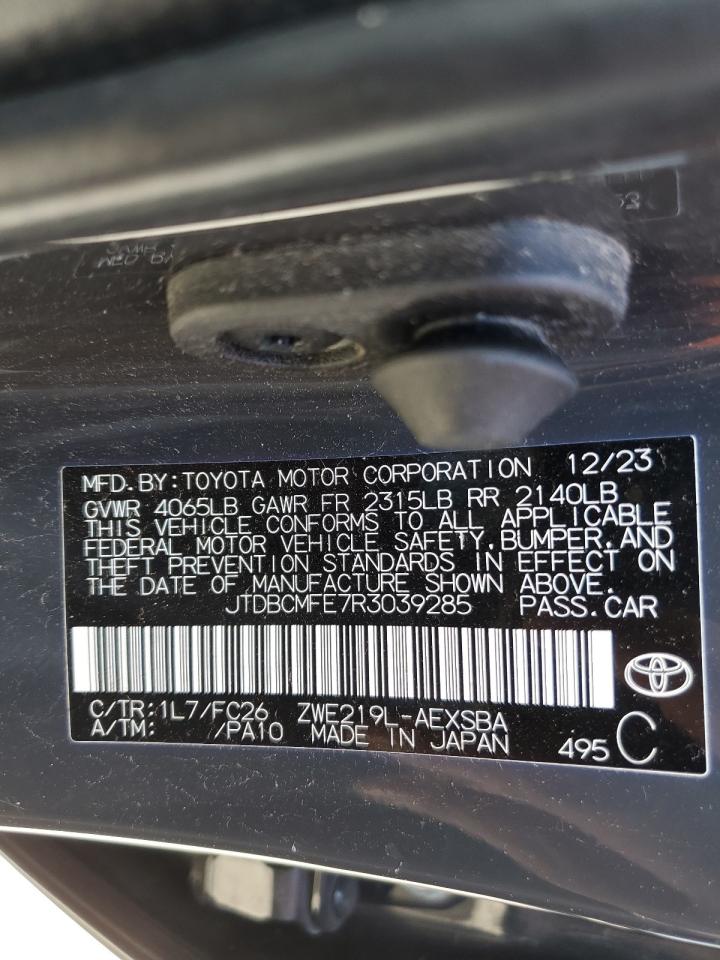 MFD.BY:TOYOTA MOTOR CORPORATION 12/23
GVWR 4065LB GAWR FR 2315LB RR 2140LB
THIS VEHICLE CONFORMS TO ALL APPLICABLE
FEDERAL MOTOR VEHICLE SAFETY,BUMPER,AND
THEFT PREVENTION STANDARDS IN EFFECT ON
THE DATE OF MANUFACTURE SHOWN ABOVE.
JTDBCMFE7R3039285 PASS.CAR
C/TR:1L7/FC26 ZWE219L-AEXSBA
A/TM: /PA10 MADE IN JAPAN 495 C